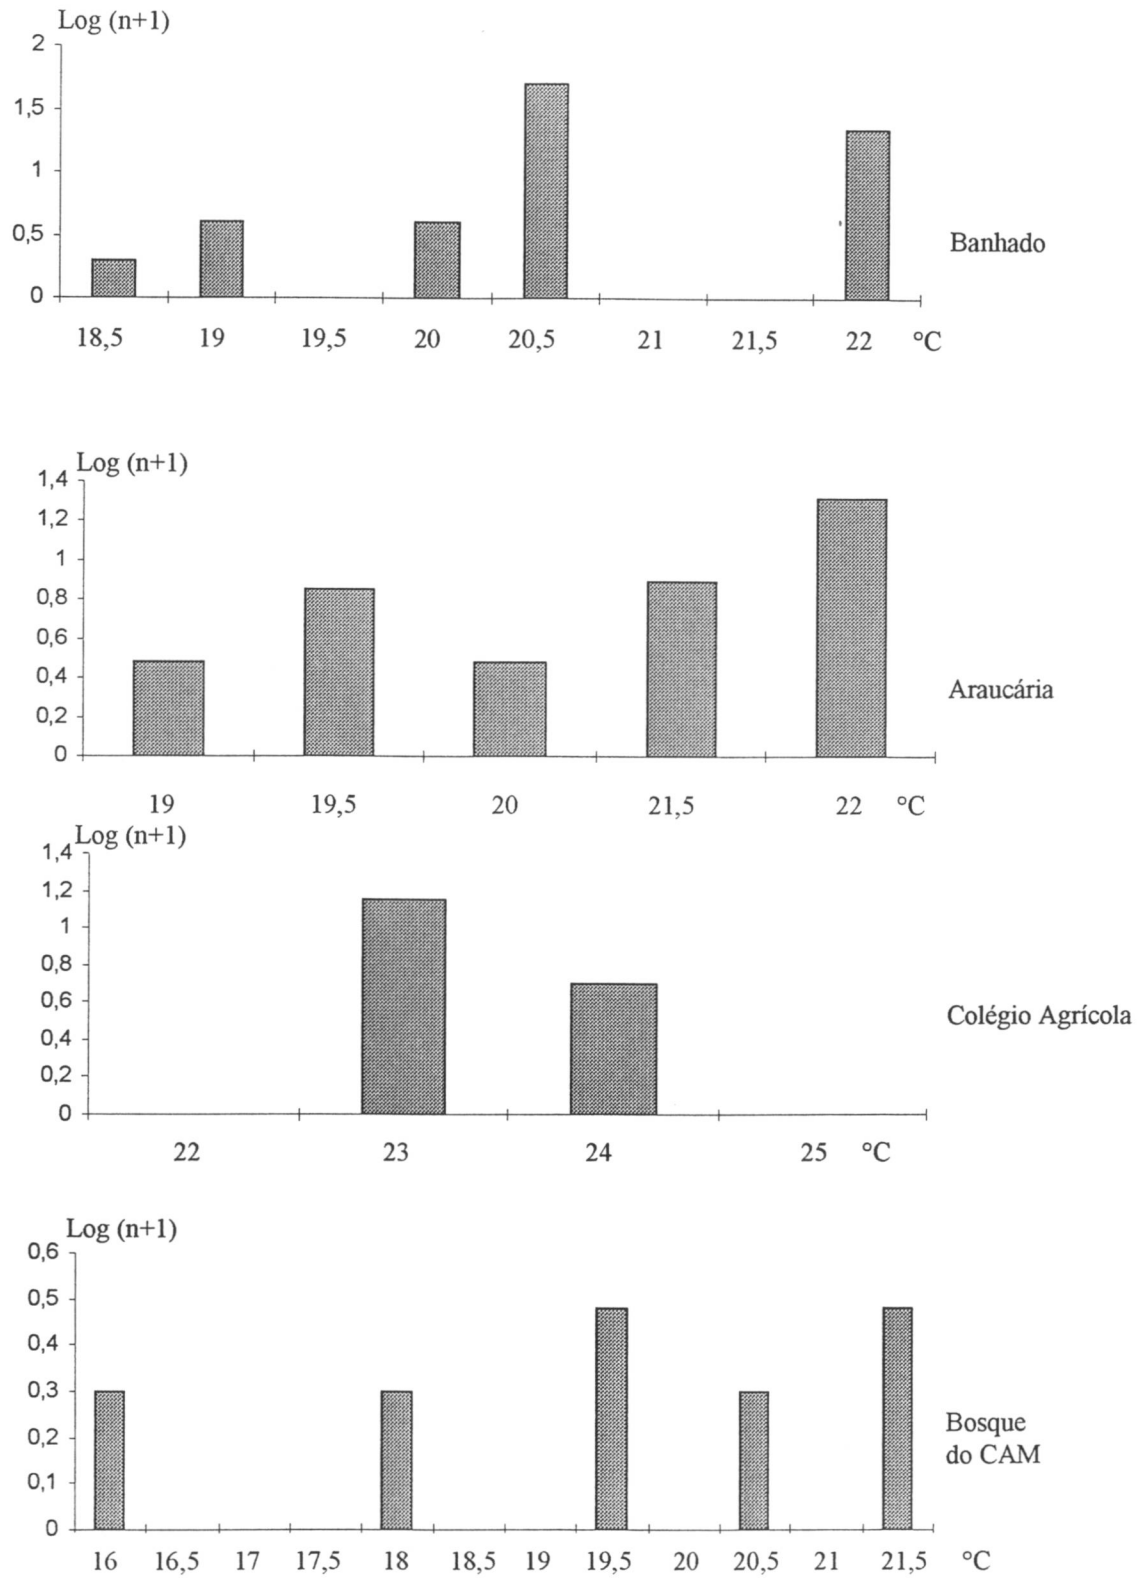 Log (n+1)
2
1,5
1
0,5
0
18,5 19 19,5 20 20,5 21 21,5 22 °C
Banhado
Log (n+1)
1,4
1,2
1
0,8
0,6
0,4
0,2
0
19 19,5 20 21,5 22 °C
Araucária
Log (n+1)
1,4
1,2
1
0,8
0,6
0,4
0,2
0
22 23 24 25 °C
Colégio Agrícola
Log (n+1)
0,6
0,5
0,4
0,3
0,2
0,1
0
16 16,5 17 17,5 18 18,5 19 19,5 20 20,5 21 21,5 °C
Bosque
do CAM